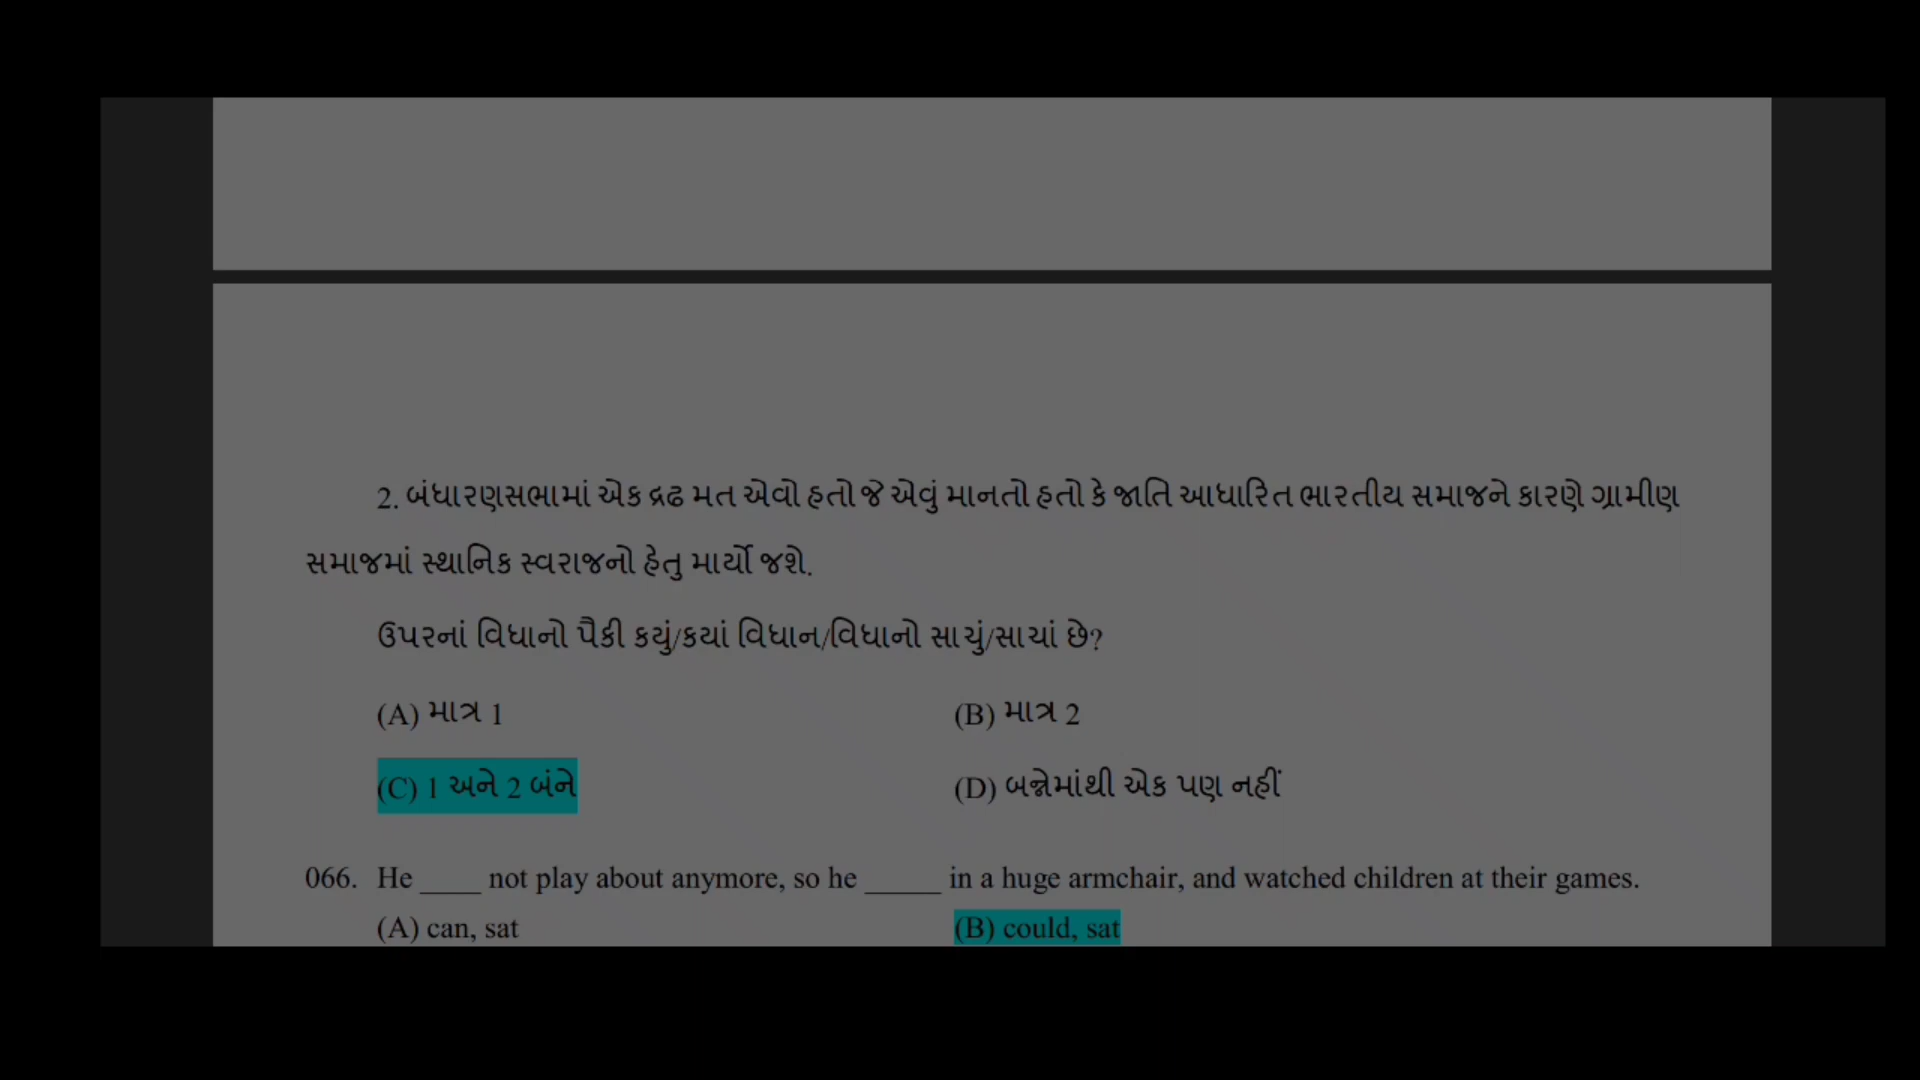 2. બંધારણસભામાં એક દ્રઢ મત એવો હતો જે એવું માનતો હતો કે જાતિ આધારિત ભારતીય સમાજને કારણે ગ્રામીણ
સમાજમાં સ્થાનિક સ્વરાજનો હેતુ માર્યો જશે.
ઉપરનાં વિધાનો પૈકી કયું/કયાં વિધાન/વિધાનો સાચું/સાચાં છે?
(A) માત્ર 1 (B) માત્ર 2
(C) 1 અને 2 બંને (D) બન્નેમાંથી એક પણ નહીં
066. He ____ not play about anymore, so he _____ in a huge armchair, and watched children at their games.
(A) can, sat (B) could, sat